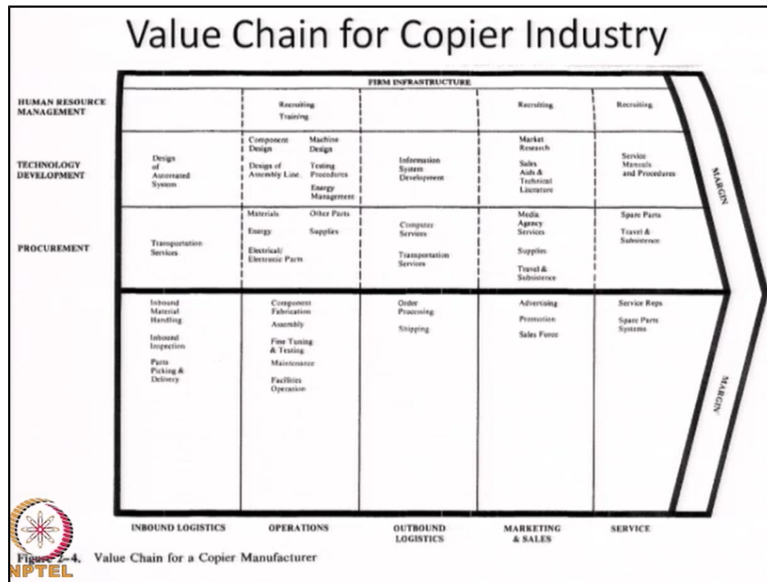 Value Chain for Copier Industry
FIRM INFRASTRUCTURE
HUMAN RESOURCE
MANAGEMENT
Recruiting
Training
Recruiting
Recruiting
TECHNOLOGY
DEVELOPMENT
Design
of
Automated
System
Component
Design
Design of
Assembly Line
Machine
Design
Testing
Procedures
Energy
Management
Information
System
Development
Market
Research
Sales
Aids &
Technical
Literature
Service
Manuals
and Procedures
PROCUREMENT
Transportation
Services
Materials
Energy
Electrical/
Electronic Parts
Other Parts
Supplies
Computer
Services
Transportation
Services
Media
Agency
Services
Supplies
Travel &
Subsistence
Spare Parts
Travel &
Subsistence
MARGIN
Inbound
Material
Handling
Inbound
Inspection
Parts
Picking &
Delivery
Component
Fabrication
Assembly
Fine Tuning
& Testing
Maintenance
Facilities
Operation
Order
Processing
Shipping
Advertising
Promotion
Sales Force
Service Reps
Spare Parts
Systems
MARGIN
INBOUND LOGISTICS
OPERATIONS
OUTBOUND
LOGISTICS
MARKETING
& SALES
SERVICE
Figure 2-4. Value Chain for a Copier Manufacturer
NPTEL